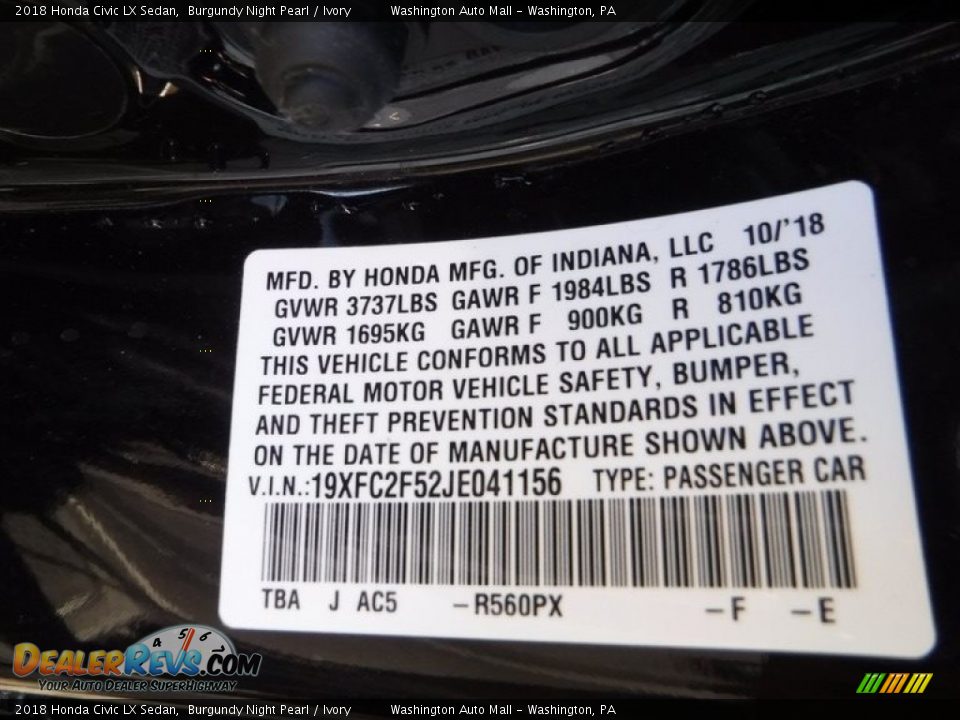 2018 Honda Civic LX Sedan, Burgundy Night Pearl / Ivory Washington Auto Mall - Washington, PA
MFD. BY HONDA MFG. OF INDIANA, LLC 10/'18
GVWR 3737LBS GAWR F 1984LBS R 1786LBS
GVWR 1695KG GAWR F 900KG R 810KG
THIS VEHICLE CONFORMS TO ALL APPLICABLE
FEDERAL MOTOR VEHICLE SAFETY, BUMPER,
AND THEFT PREVENTION STANDARDS IN EFFECT
ON THE DATE OF MANUFACTURE SHOWN ABOVE.
V.I.N.:19XFC2F52JE041156 TYPE: PASSENGER CAR
TBA J AC5 -R560PX -F -E
4 5 6
DEALERREVS.COM
YOUR AUTO DEALER SUPERHIGHWAY
2018 Honda Civic LX Sedan, Burgundy Night Pearl / Ivory Washington Auto Mall - Washington, PA